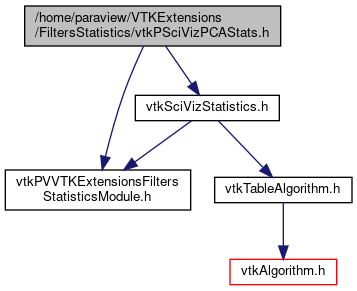 /home/paraview/VTKExtensions
/FiltersStatistics/vtkPSciVizPCAStats.h
vtkSciVizStatistics.h
vtkPVVTKExtensionsFilters
StatisticsModule.h
vtkTableAlgorithm.h
vtkAlgorithm.h